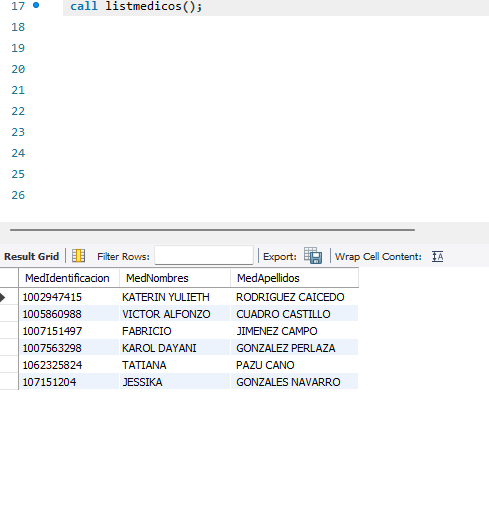 17 call listmedicos();
18
19
20
21
22
23
24
25
26
Result Grid Filter Rows: Export: Wrap Cell Content: A
MedIdentificacion MedNombres MedApellidos
1002947415 KATERIN YULIETH RODRIGUEZ CAICEDO
1005860988 VICTOR ALFONZO CUADRO CASTILLO
1007151497 FABRICIO JIMENEZ CAMPO
1007563298 KAROL DAYANI GONZALEZ PERLAZA
1062325824 TATIANA PAZU CANO
107151204 JESSIKA GONZALES NAVARRO